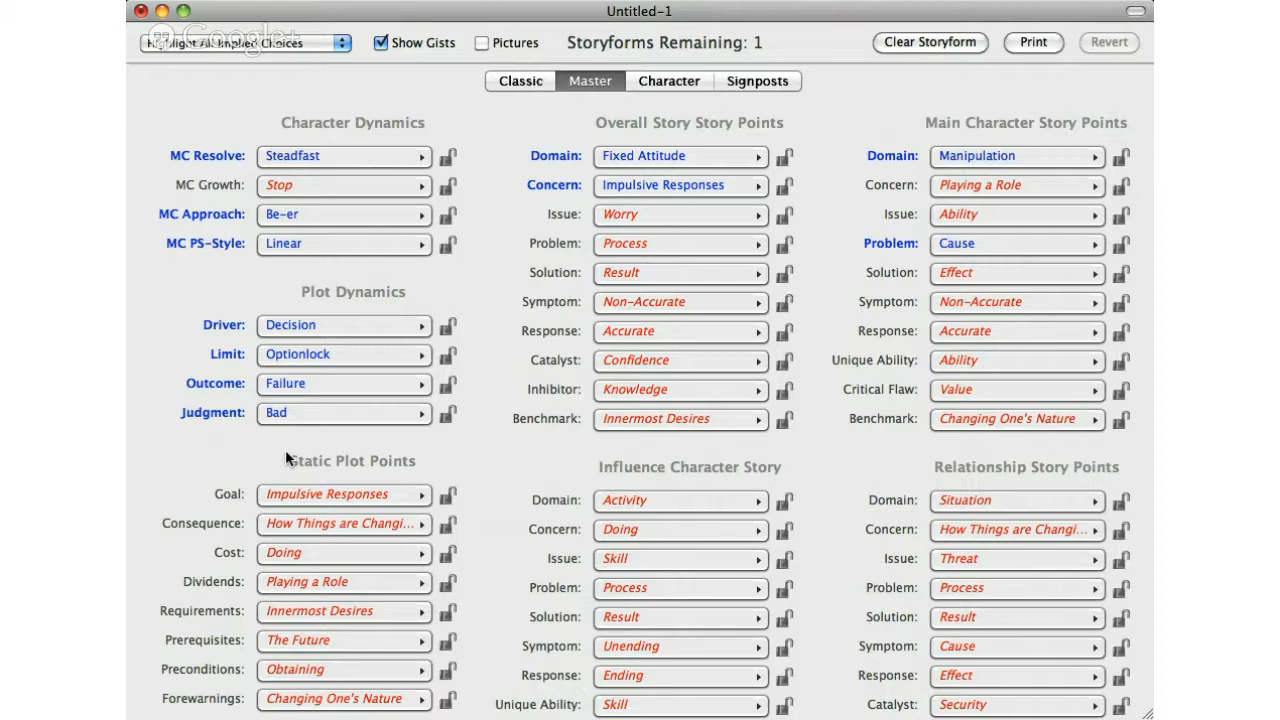 Untitled-1
Google+
Highlight All Implied Choices
Show Gists
Pictures
Storyforms Remaining: 1
Clear Storyform
Print
Revert
Classic
Master
Character
Signposts
Character Dynamics
MC Resolve: Steadfast
MC Growth: Stop
MC Approach: Be-er
MC PS-Style: Linear
Plot Dynamics
Driver: Decision
Limit: Optionlock
Outcome: Failure
Judgment: Bad
Static Plot Points
Goal: Impulsive Responses
Consequence: How Things are Changi...
Cost: Doing
Dividends: Playing a Role
Requirements: Innermost Desires
Prerequisites: The Future
Preconditions: Obtaining
Forewarnings: Changing One's Nature
Overall Story Story Points
Domain: Fixed Attitude
Concern: Impulsive Responses
Issue: Worry
Problem: Process
Solution: Result
Symptom: Non-Accurate
Response: Accurate
Catalyst: Confidence
Inhibitor: Knowledge
Benchmark: Innermost Desires
Influence Character Story
Domain: Activity
Concern: Doing
Issue: Skill
Problem: Process
Solution: Result
Symptom: Unending
Response: Ending
Unique Ability: Skill
Main Character Story Points
Domain: Manipulation
Concern: Playing a Role
Issue: Ability
Problem: Cause
Solution: Effect
Symptom: Non-Accurate
Response: Accurate
Unique Ability: Ability
Critical Flaw: Value
Benchmark: Changing One's Nature
Relationship Story Points
Domain: Situation
Concern: How Things are Changi...
Issue: Threat
Problem: Process
Solution: Result
Symptom: Cause
Response: Effect
Catalyst: Security